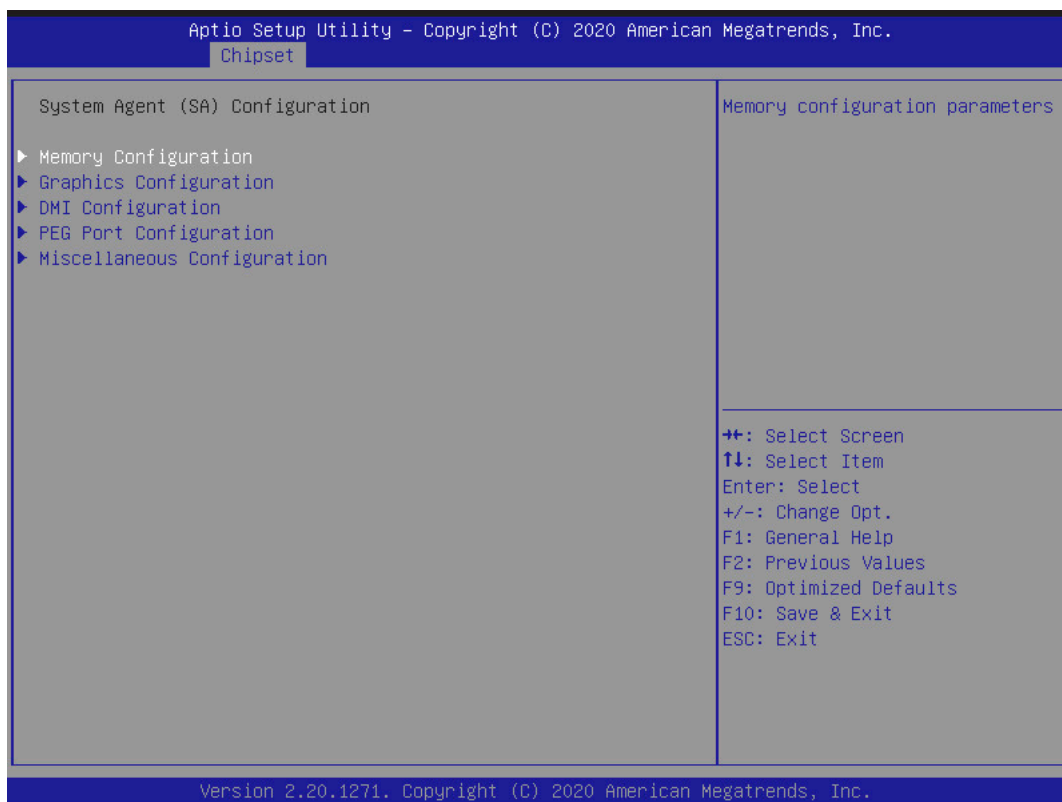 Aptio Setup Utility – Copyright (C) 2020 American Megatrends, Inc.
Chipset
System Agent (SA) Configuration
Memory Configuration
Graphics Configuration
DMI Configuration
PEG Port Configuration
Miscellaneous Configuration
Memory configuration parameters
→←: Select Screen
↑↓: Select Item
Enter: Select
+/-: Change Opt.
F1: General Help
F2: Previous Values
F9: Optimized Defaults
F10: Save & Exit
ESC: Exit
Version 2.20.1271. Copyright (C) 2020 American Megatrends, Inc.